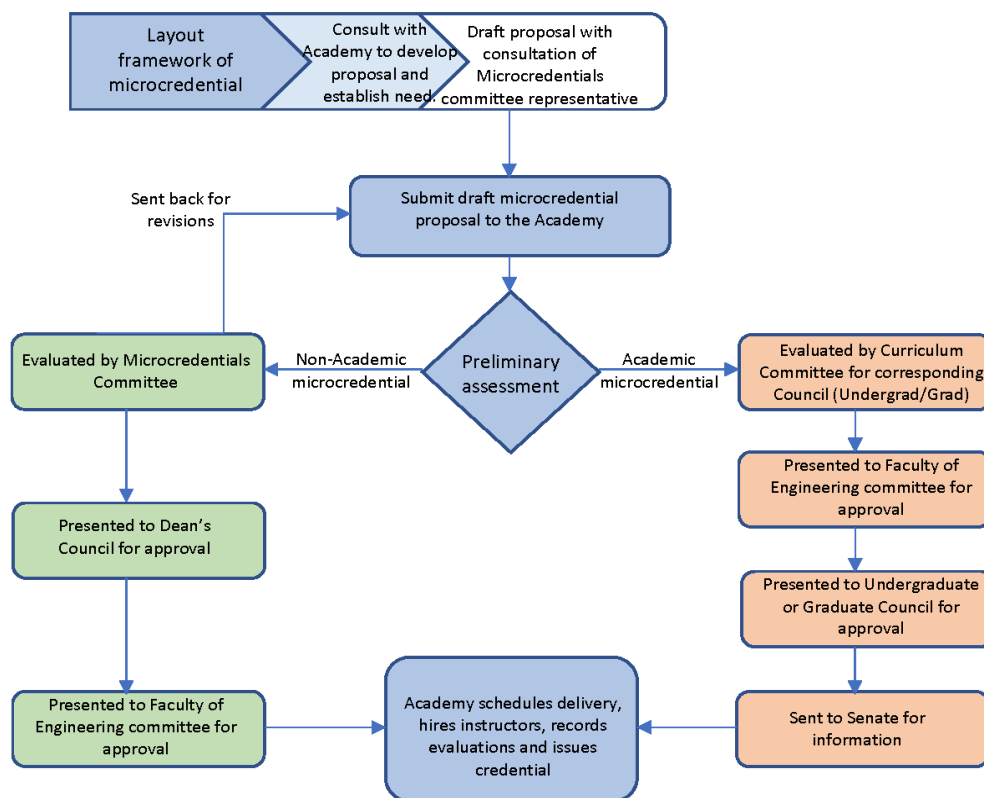 Layout
framework of
microcredential
Consult with
Academy to develop
proposal and
establish need.
Draft proposal with
consultation of
Microcredentials
committee representative
Sent back for
revisions
Submit draft microcredential
proposal to the Academy
Evaluated by Microcredentials
Committee
Non-Academic
microcredential
Preliminary
assessment
Academic
microcredential
Evaluated by Curriculum
Committee for corresponding
Council (Undergrad/Grad)
Presented to Dean’s
Council for approval
Presented to Faculty of
Engineering committee for
approval
Presented to Undergraduate
or Graduate Council for
approval
Presented to Faculty of
Engineering committee for
approval
Academy schedules delivery,
hires instructors, records
evaluations and issues
credential
Sent to Senate for
information